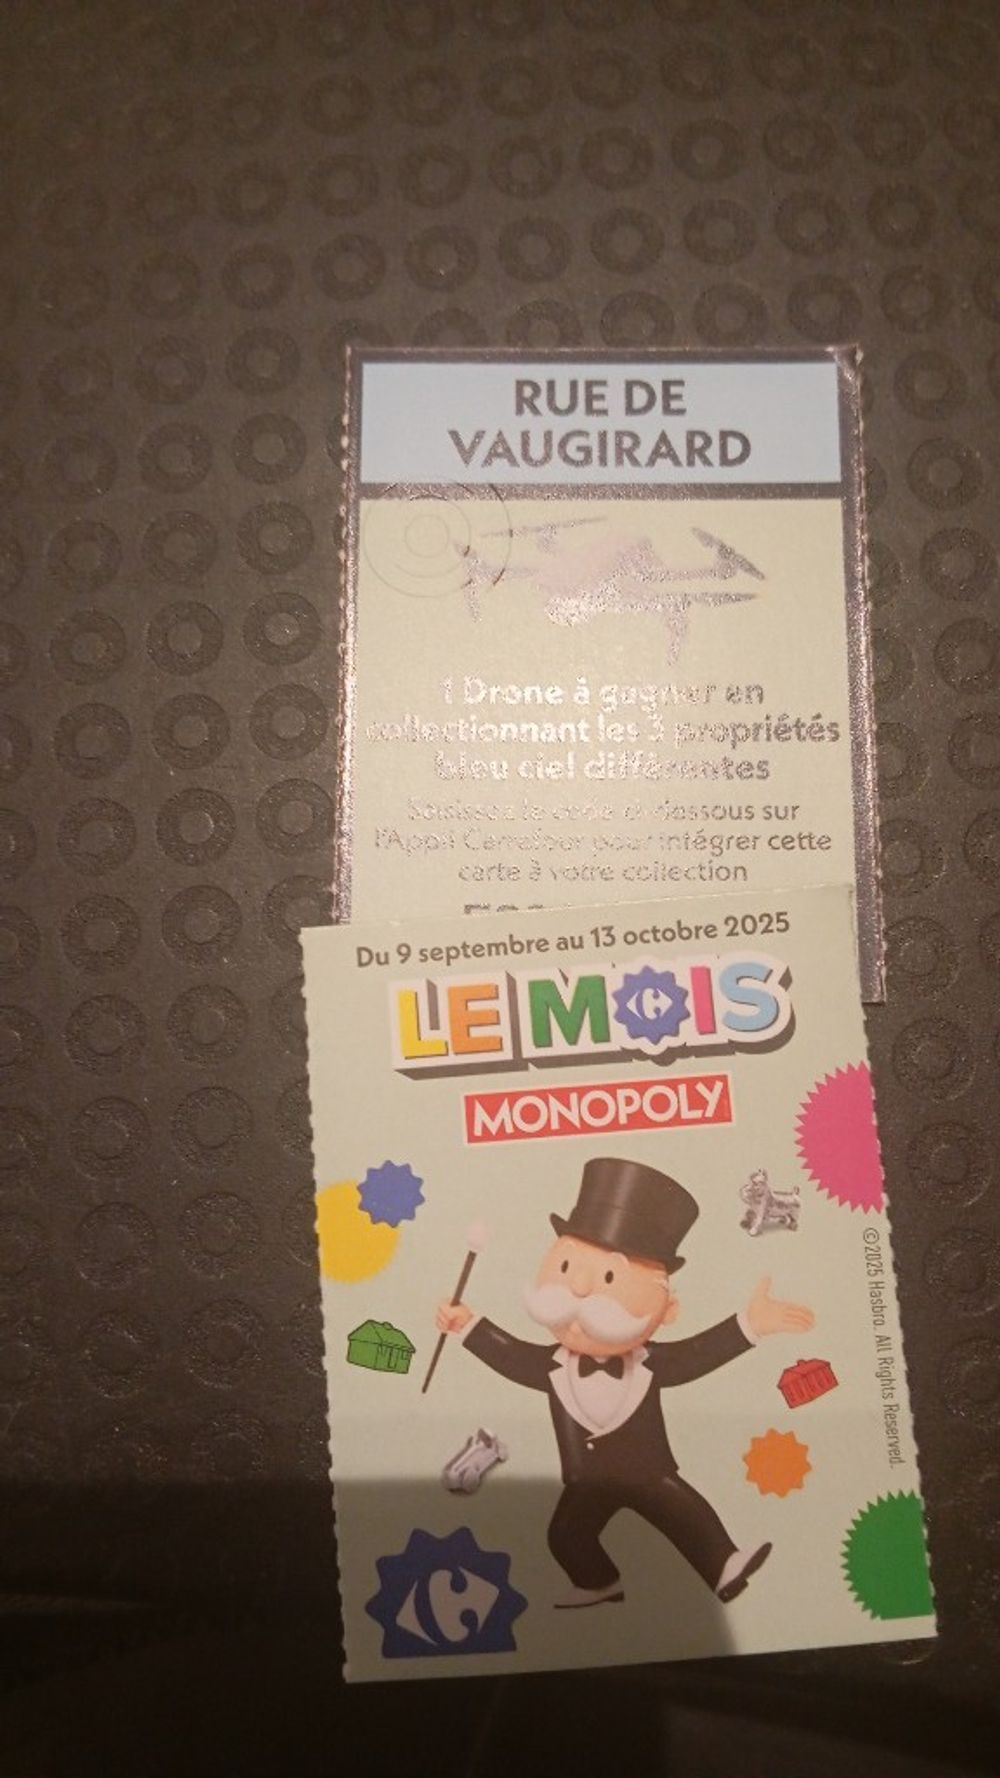 RUE DE
VAUGIRARD
1 Drone à gagner en
collectionnant les 3 propriétés
bleu ciel différentes
Saisissez le code ci-dessous sur
l'Appli Carrefour pour intégrer cette
carte à votre collection
Du 9 septembre au 13 octobre 2025
LE MOIS
MONOPOLY
©2025 Hasbro. All Rights Reserved.